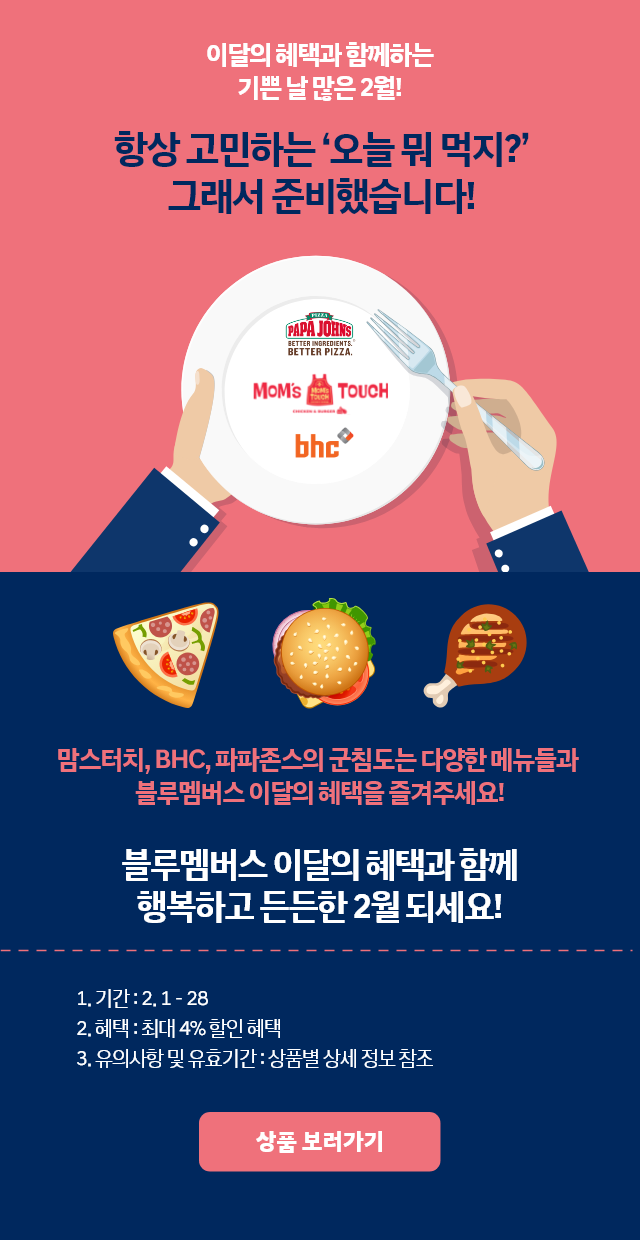 이달의 혜택과 함께하는
기쁜 날 많은 2월!
항상 고민하는 ‘오늘 뭐 먹지?’
그래서 준비했습니다!
PIZZA
PAPA JOHNS
BETTER INGREDIENTS.
BETTER PIZZA.
MOM's MOM'S TOUCH TOUCH
CHICKEN & BURGER
bhc
맘스터치, BHC, 파파존스의 군침도는 다양한 메뉴들과
블루멤버스 이달의 혜택을 즐겨주세요!
블루멤버스 이달의 혜택과 함께
행복하고 든든한 2월 되세요!
1. 기간 : 2. 1 - 28
2. 혜택 : 최대 4% 할인 혜택
3. 유의사항 및 유효기간 : 상품별 상세 정보 참조
상품 보러가기